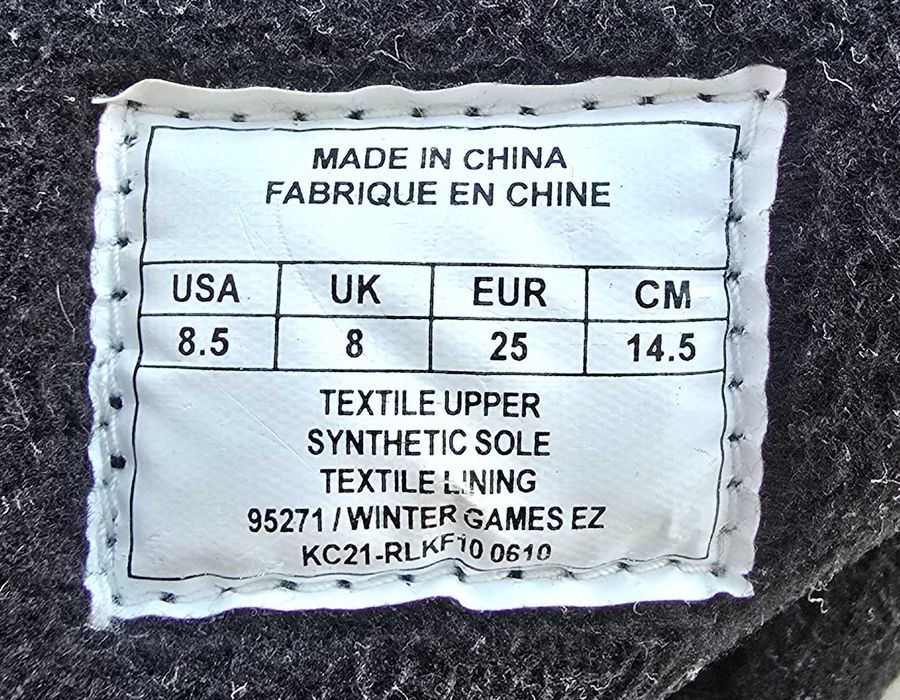 MADE IN CHINA
FABRIQUE EN CHINE
USA UK EUR CM
8.5 8 25 14.5
TEXTILE UPPER
SYNTHETIC SOLE
TEXTILE LINING
95271 / WINTER GAMES EZ
KC21-RLKF10 0610